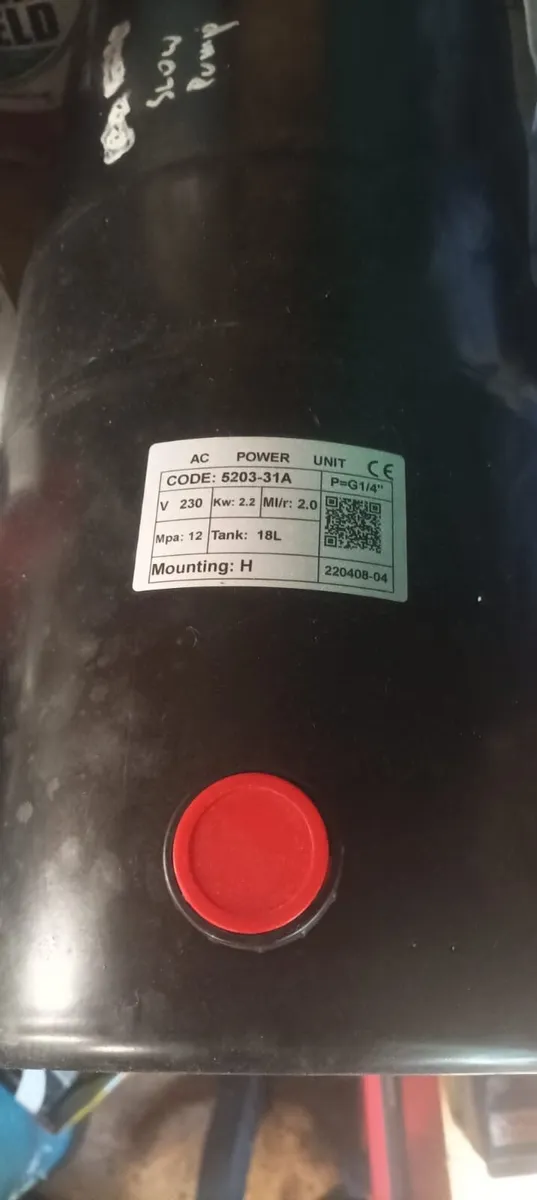 ELD
SLOW
PUMP
AC POWER UNIT CE
CODE: 5203-31A
P=G1/4"
V 230 Kw: 2.2 Ml/r: 2.0
Mpa: 12 Tank: 18L
Mounting: H
220408-04